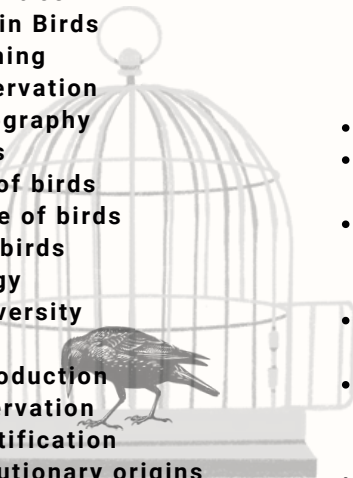 in Birds
ning
ervation
graphy
s
of birds
e of birds
birds
gy
versity
oduction
ervation
tification
utionary origins